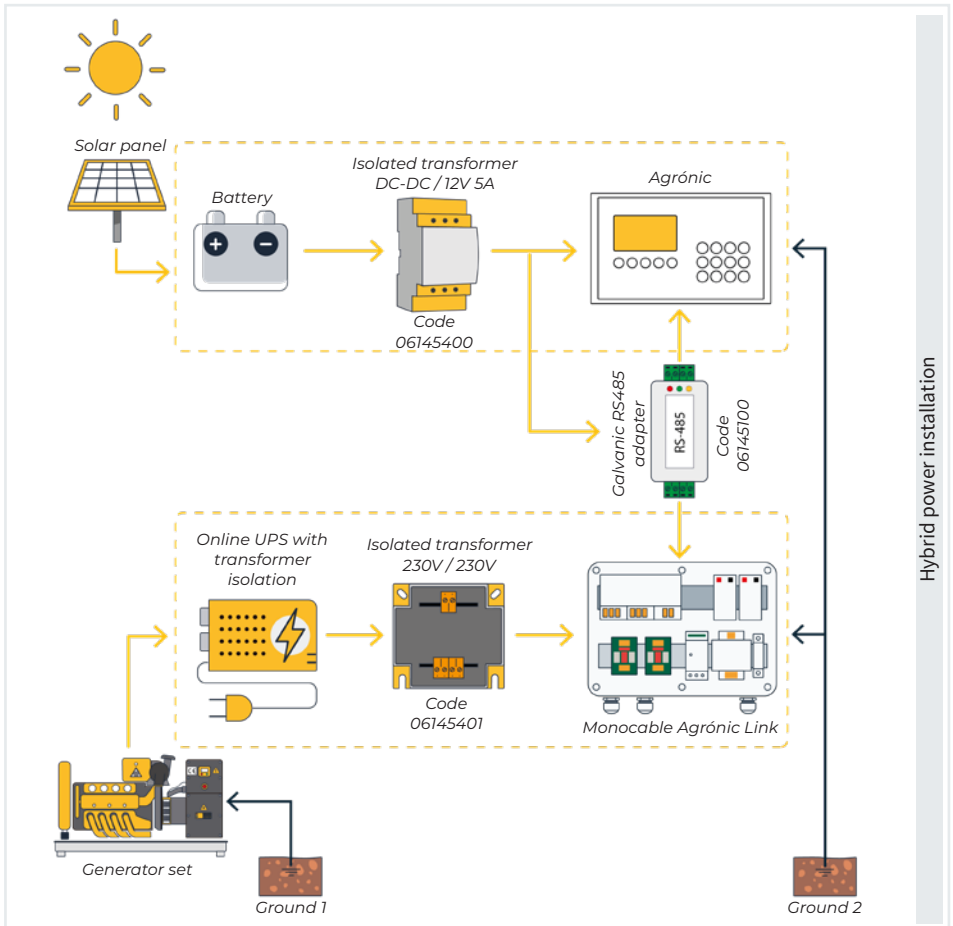 Solar panel
Battery
Isolated transformer
DC-DC / 12V 5A
Code
06145400
Agrónic
Galvanic RS485
adapter
RS-485
Code
06145100
Hybrid power installation
Online UPS with
transformer
isolation
Isolated transformer
230V / 230V
Code
06145401
Monocable Agrónic Link
Generator set
Ground 1
Ground 2